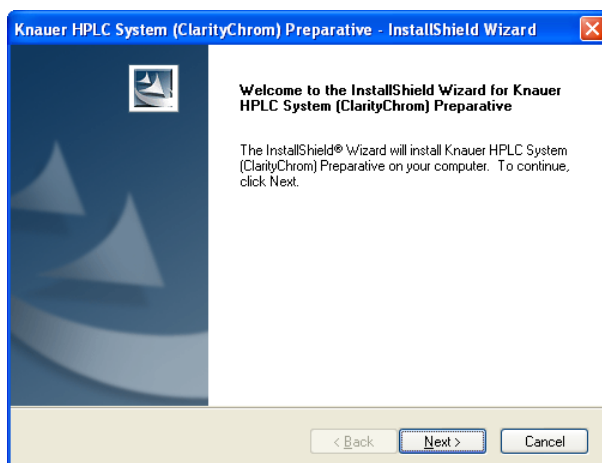 Knauer HPLC System (ClarityChrom) Preparative - InstallShield Wizard
Welcome to the InstallShield Wizard for Knauer
HPLC System (ClarityChrom) Preparative
The InstallShield® Wizard will install Knauer HPLC System
(ClarityChrom) Preparative on your computer. To continue,
click Next.
< Back
Next >
Cancel